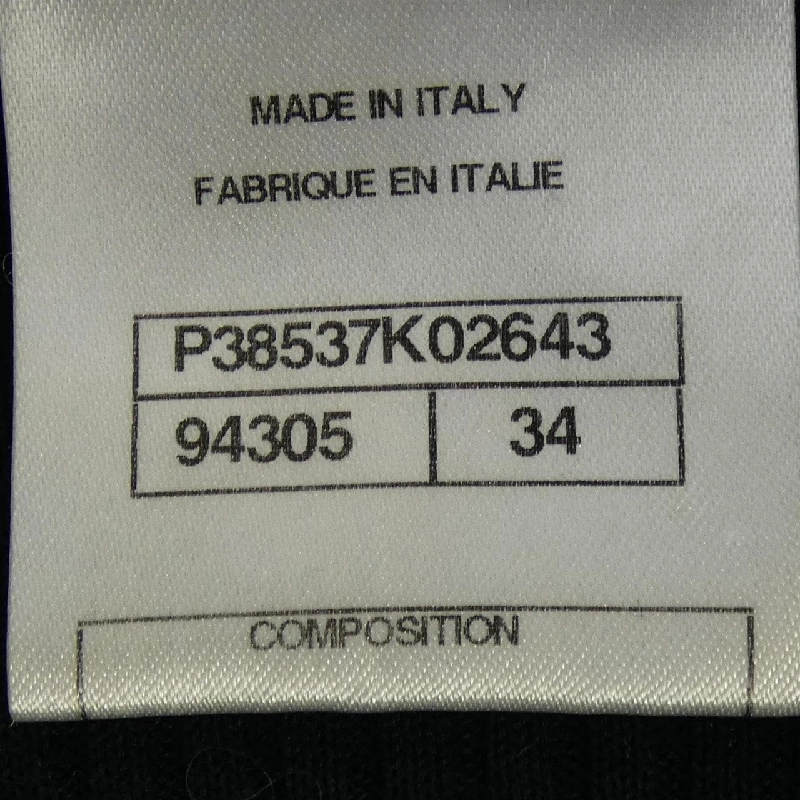 MADE IN ITALY
FABRIQUE EN ITALIE
P38537K02643
94305 34
COMPOSITION